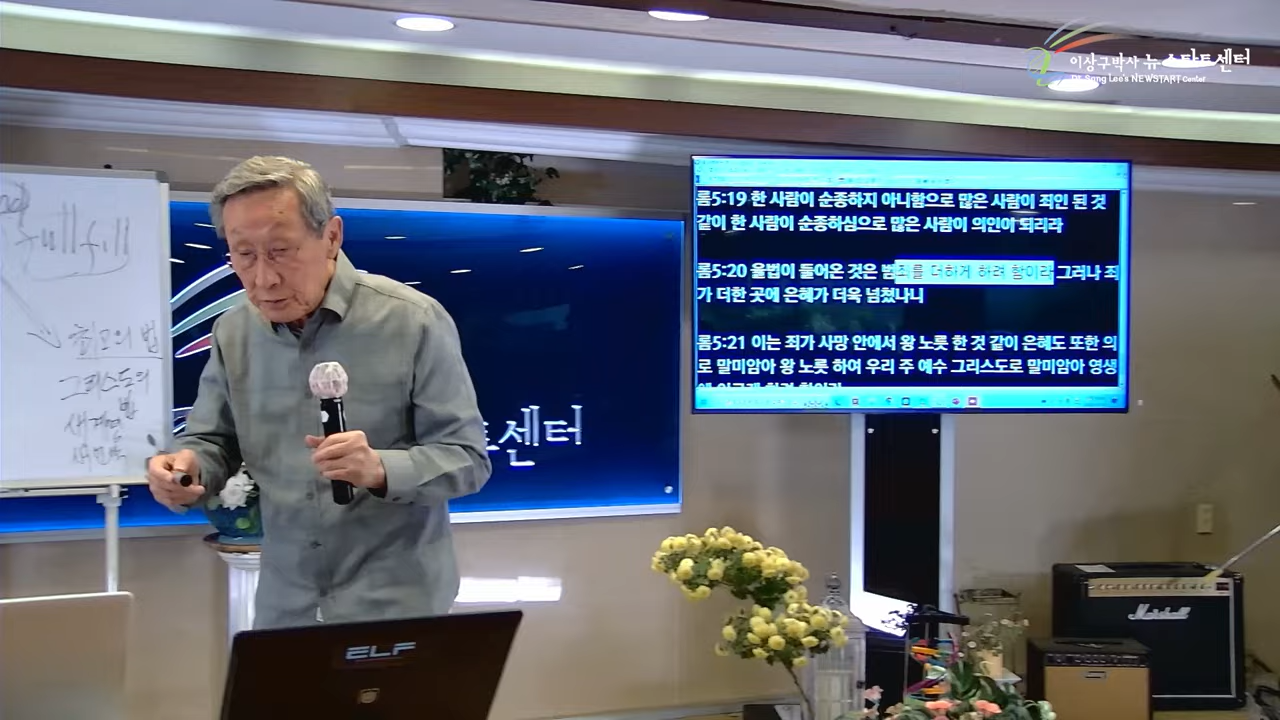 이상구박사 뉴스타트센터
Dr. Sang Lee's NEWSTART Center
롬5:19 한 사람이 순종하지 아니함으로 많은 사람이 죄인 된 것
같이 한 사람이 순종하심으로 많은 사람이 의인이 되리라
롬5:20 율법이 들어온 것은 범죄를 더하게 하려 함이라 그러나 죄
가 더한 곳에 은혜가 더욱 넘쳤나니
롬5:21 이는 죄가 사망 안에서 왕 노릇 한 것 같이 은혜도 또한 의
로 말미암아 왕 노릇 하여 우리 주 예수 그리스도로 말미암아 영생
fullfill
최고의 법
그리스도의
새계명
센터
ELF
Marshall